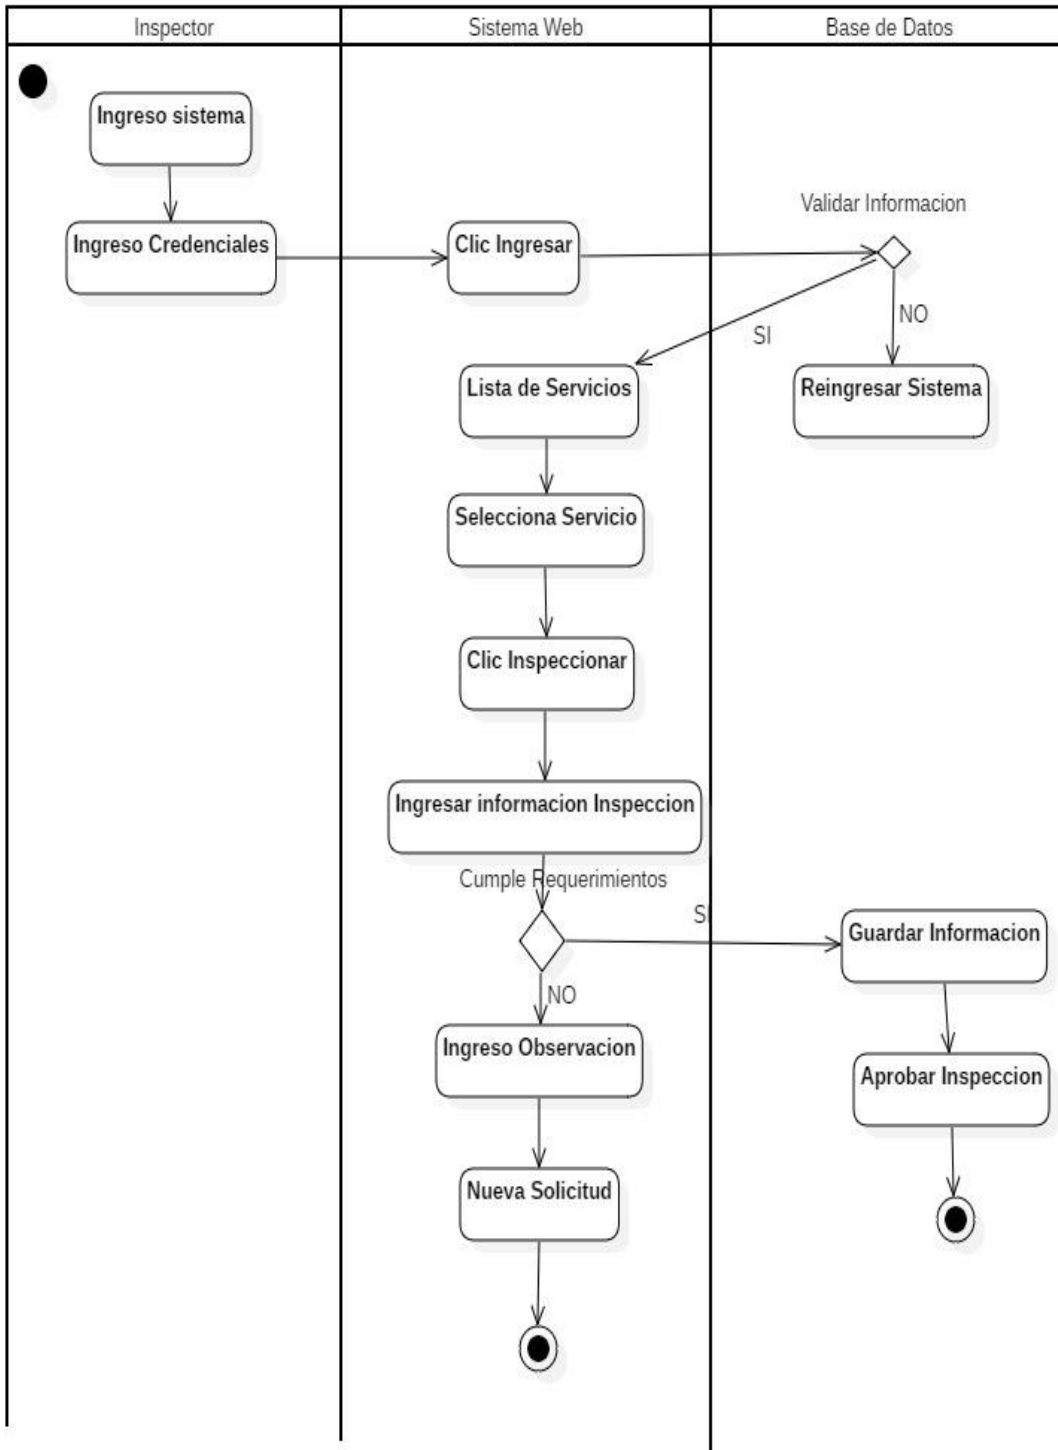 Inspector
Sistema Web
Base de Datos
Ingreso sistema
Validar Informacion
Ingreso Credenciales
Clic Ingresar
NO
SI
Lista de Servicios
Reingresar Sistema
Selecciona Servicio
Clic Inspeccionar
Ingresar informacion Inspeccion
Cumple Requerimientos
SI
Guardar Informacion
NO
Ingreso Observacion
Aprobar Inspeccion
Nueva Solicitud